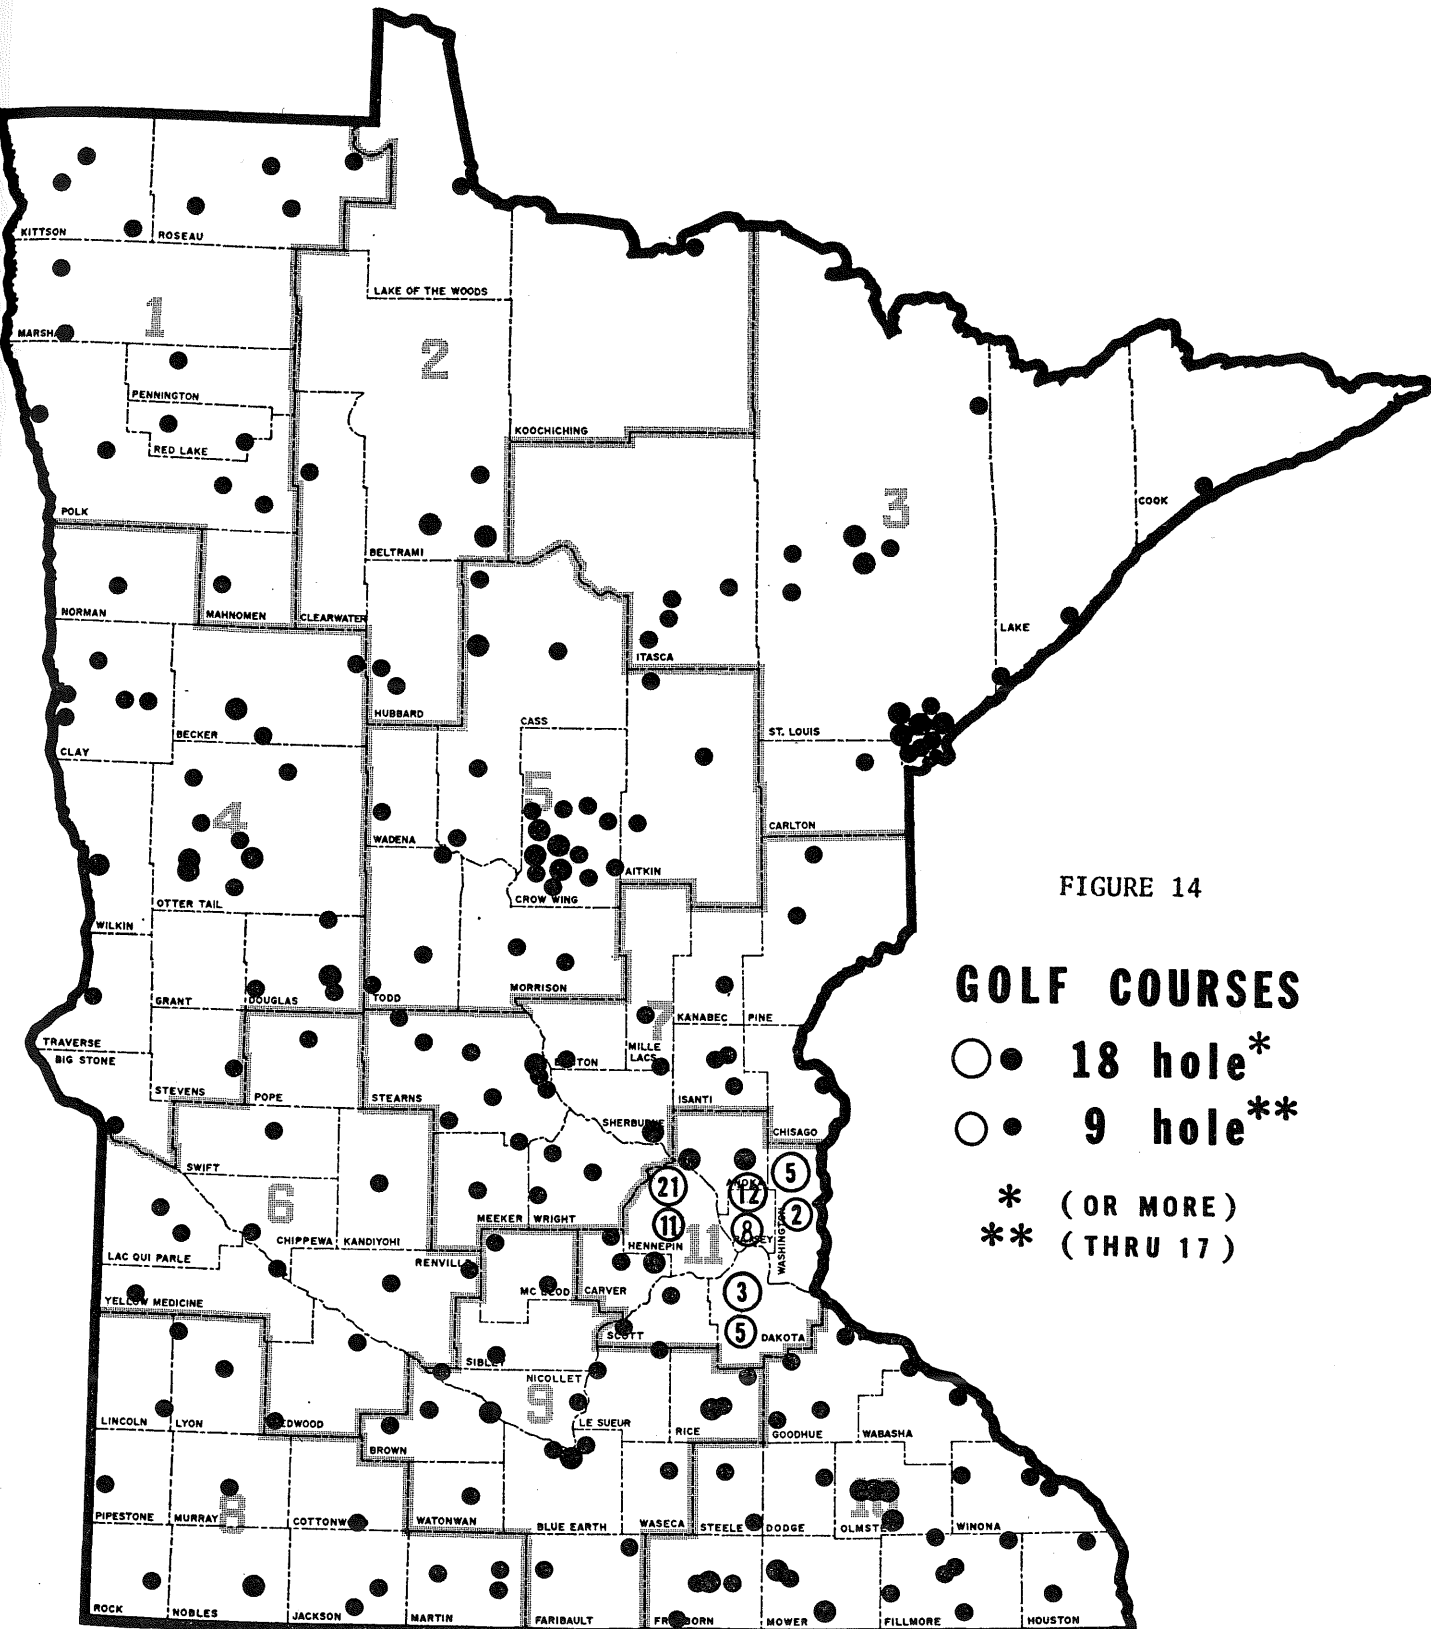 KITTSON
ROSEAU
LAKE OF THE WOODS
1
MARSHA
2
PENNINGTON
RED LAKE
KOOCHICHING
3
COOK
POLK
BELTRAMI
NORMAN
MAHNOMEN
CLEARWATER
LAKE
ITASCA
HUBBARD
CASS
ST. LOUIS
BECKER
CLAY
5
4
WADENA
CARLTON
AITKIN
CROW WING
OTTER TAIL
WILKIN
FIGURE 14
GOLF COURSES
18 hole*
9 hole**
* (OR MORE)
** (THRU 17)
GRANT
DOUGLAS
TODD
MORRISON
7
KANABEC
PINE
TRAVERSE
BIG STONE
MILLE
LACS
BENTON
STEVENS
POPE
STEARNS
ISANTI
SHERBURNE
CHISAGO
SWIFT
21
ANOKA
12
5
6
11
8
2
MEEKER
WRIGHT
HENNEPIN
11
RAMSEY
WASHINGTON
CHIPPEWA
KANDIYOHI
LAC QUI PARLE
RENVILLE
MC LEOD
CARVER
3
YELLOW MEDICINE
5
SCOTT
DAKOTA
SIBLEY
NICOLLET
9
LINCOLN
LYON
REDWOOD
LE SUEUR
RICE
GOODHUE
WABASHA
BROWN
8
10
PIPESTONE
MURRAY
COTTONWOOD
WATONWAN
BLUE EARTH
WASECA
STEELE
DODGE
OLMSTED
WINONA
ROCK
NOBLES
JACKSON
MARTIN
FARIBAULT
FREEBORN
MOWER
FILLMORE
HOUSTON